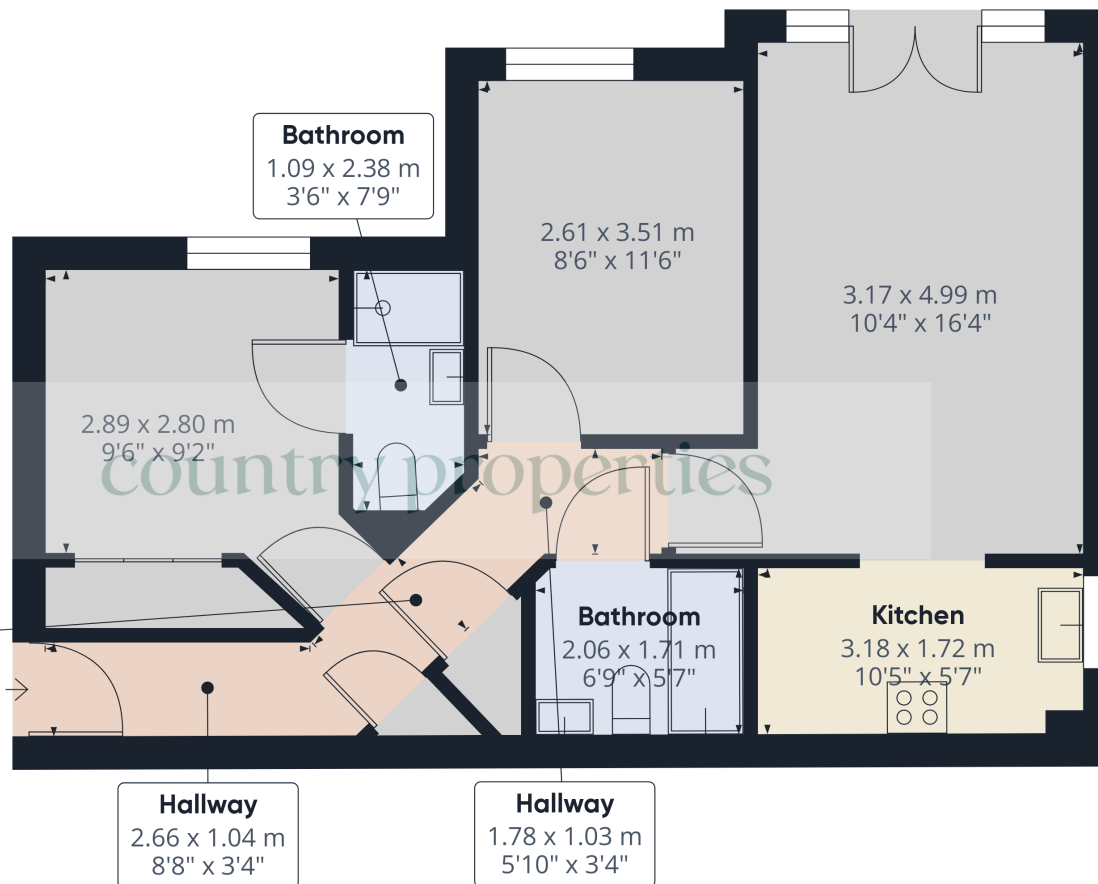 Bathroom
1.09 x 2.38 m
3'6" x 7'9"
2.61 x 3.51 m
8'6" x 11'6"
3.17 x 4.99 m
10'4" x 16'4"
2.89 x 2.80 m
9'6" x 9'2"
country properties
Bathroom
2.06 x 1.71 m
6'9" x 5'7"
Kitchen
3.18 x 1.72 m
10'5" x 5'7"
Hallway
2.66 x 1.04 m
8'8" x 3'4"
Hallway
1.78 x 1.03 m
5'10" x 3'4"